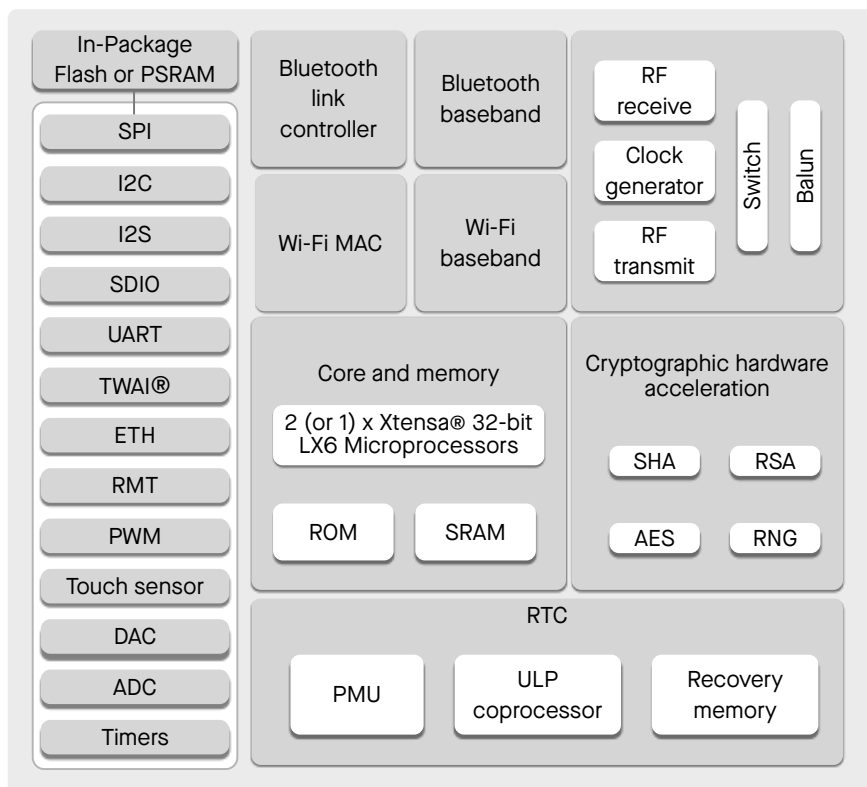 In-Package
Flash or PSRAM
SPI
I2C
I2S
SDIO
UART
TWAI®
ETH
RMT
PWM
Touch sensor
DAC
ADC
Timers
Bluetooth
link
controller
Bluetooth
baseband
Wi-Fi MAC
Wi-Fi
baseband
RF
receive
Clock
generator
RF
transmit
Switch
Balun
Core and memory
2 (or 1) x Xtensa® 32-bit
LX6 Microprocessors
ROM
SRAM
Cryptographic hardware
acceleration
SHA
RSA
AES
RNG
RTC
PMU
ULP
coprocessor
Recovery
memory